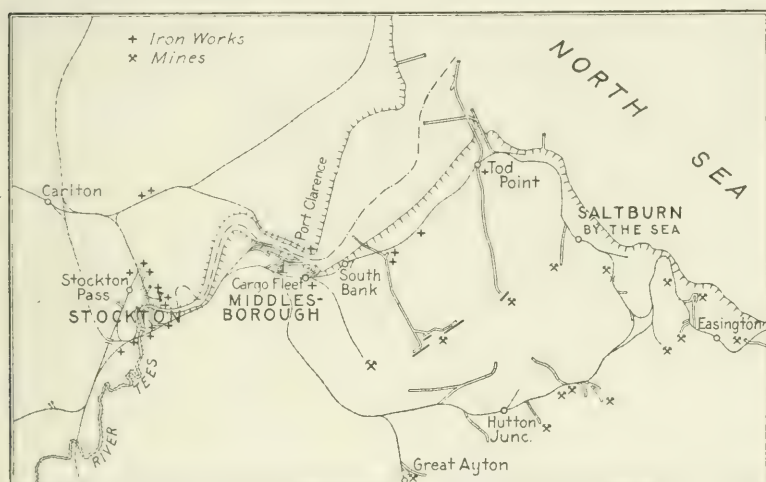 + Iron Works
⚒ Mines
NORTH
SEA
Carlton
Port Clarence
Tod
Point
SALTBURN
BY THE SEA
Stockton
Pass
STOCKTON
Cargo Fleet
South
Bank
MIDDLES-
BOROUGH
Easington
RIVER TEES
Hutton
Junc.
Great Ayton